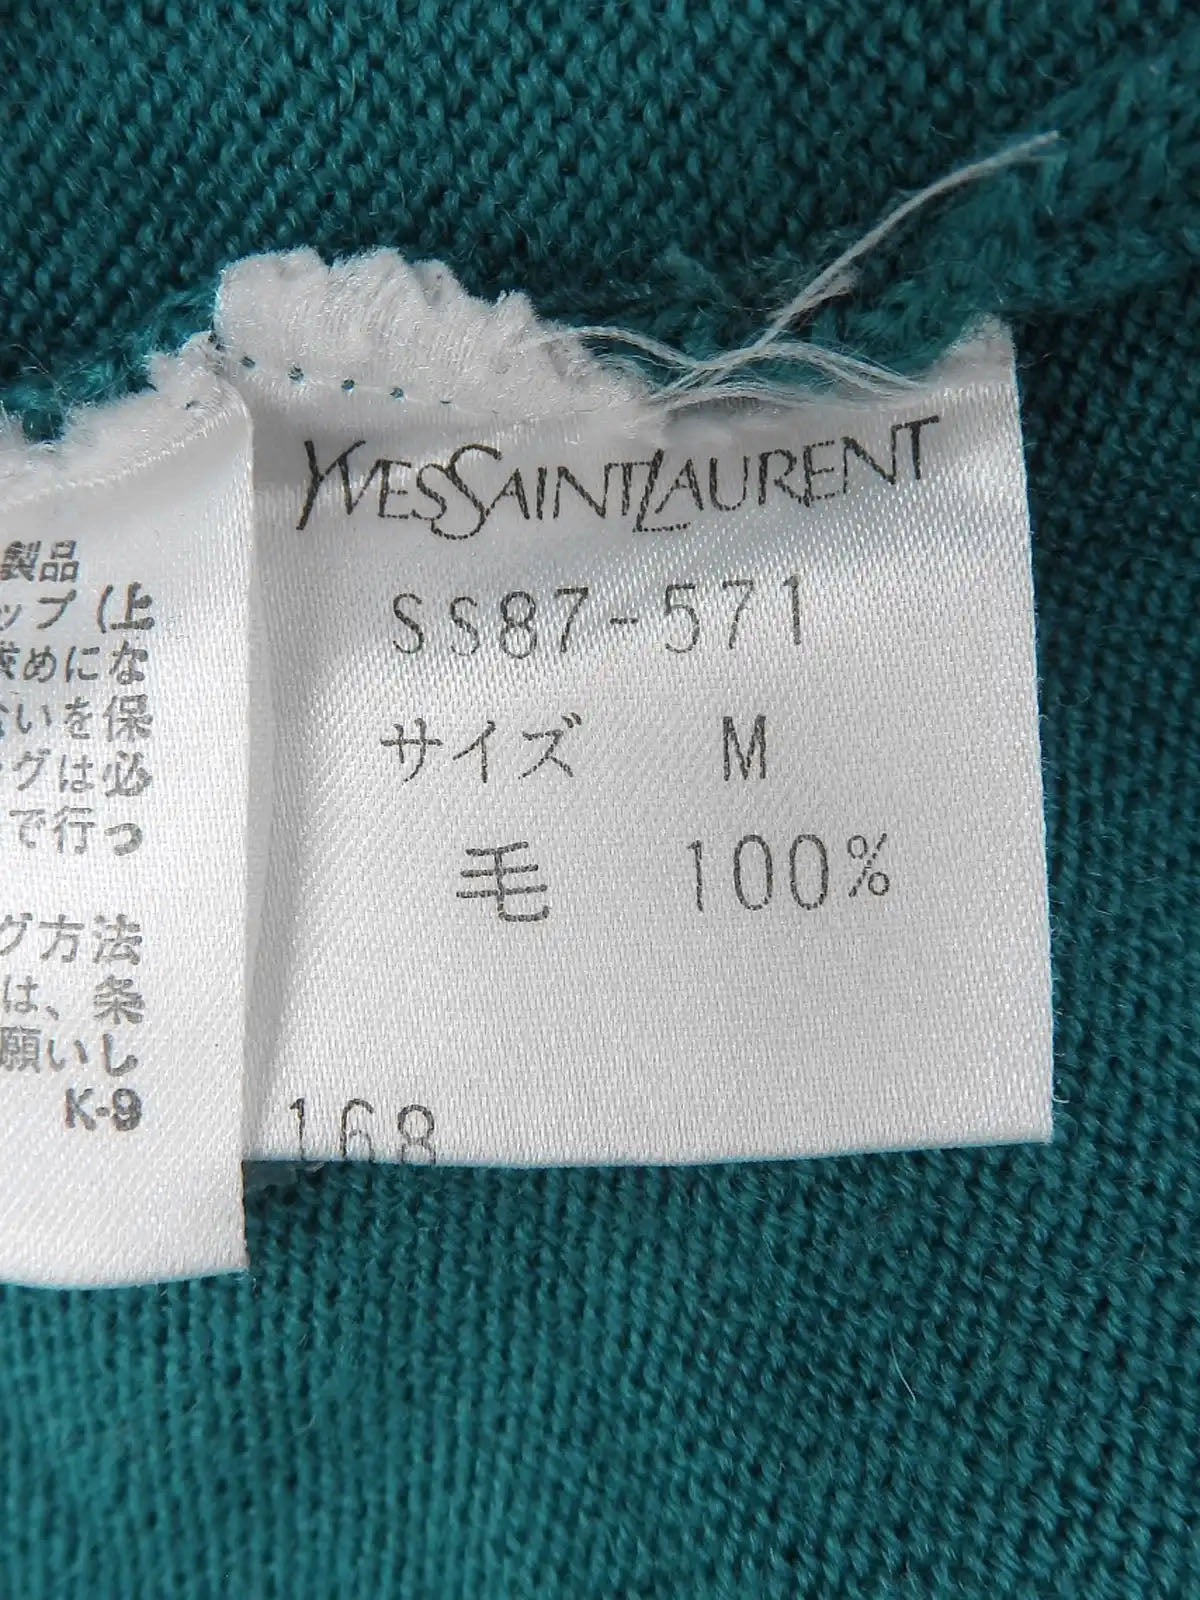 製品
ップ(上
求めにな
いを保
グは必
で行っ
グ方法
は、条
願いし
K-9
YVESSAINTLAURENT
SS87-571
サイズ M
毛 100%
168